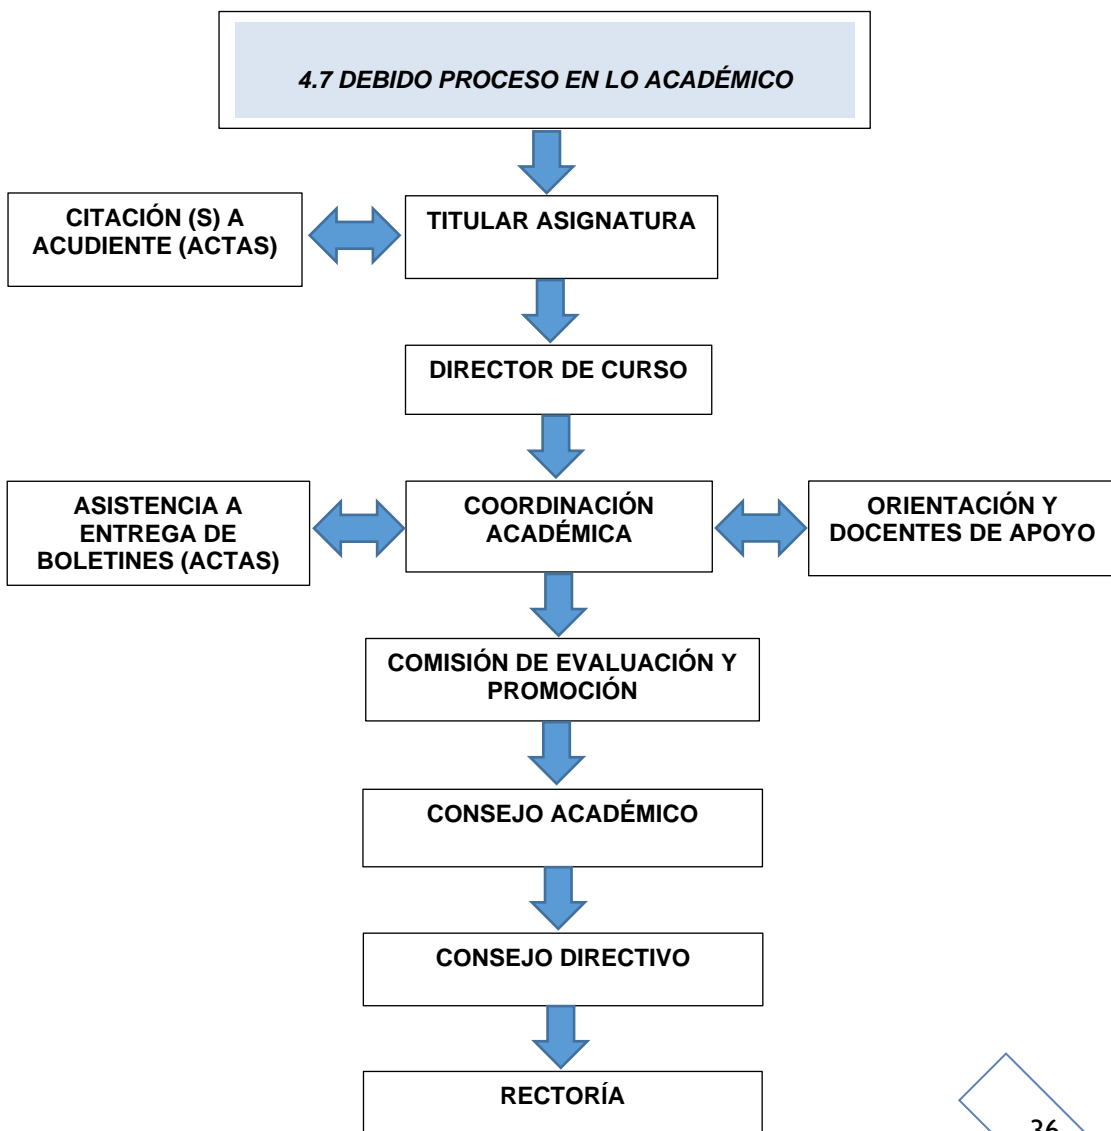 4.7 DEBIDO PROCESO EN LO ACADÉMICO
CITACIÓN (S) A
ACUDIENTE (ACTAS)
TITULAR ASIGNATURA
DIRECTOR DE CURSO
ASISTENCIA A
ENTREGA DE
BOLETINES (ACTAS)
COORDINACIÓN
ACADÉMICA
ORIENTACIÓN Y
DOCENTES DE APOYO
COMISIÓN DE EVALUACIÓN Y
PROMOCIÓN
CONSEJO ACADÉMICO
CONSEJO DIRECTIVO
RECTORÍA
36